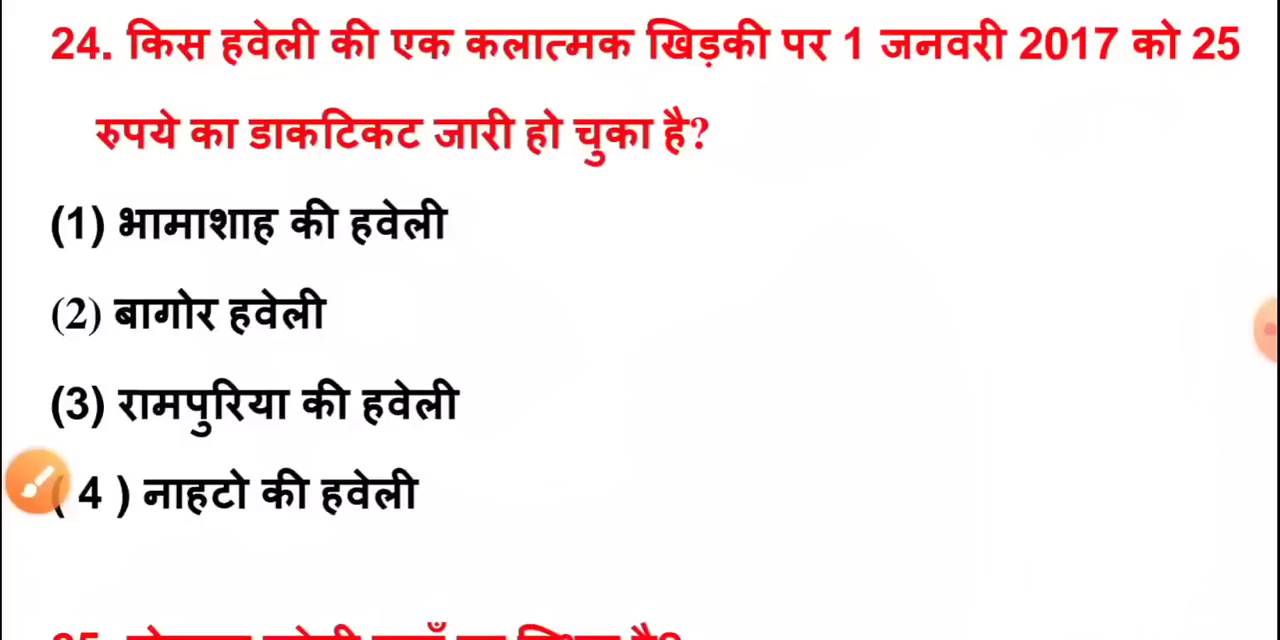 24. किस हवेली की एक कलात्मक खिड़की पर 1 जनवरी 2017 को 25
रुपये का डाकटिकट जारी हो चुका है?
(1) भामाशाह की हवेली
(2) बागोर हवेली
(3) रामपुरिया की हवेली
( 4 ) नाहटो की हवेली